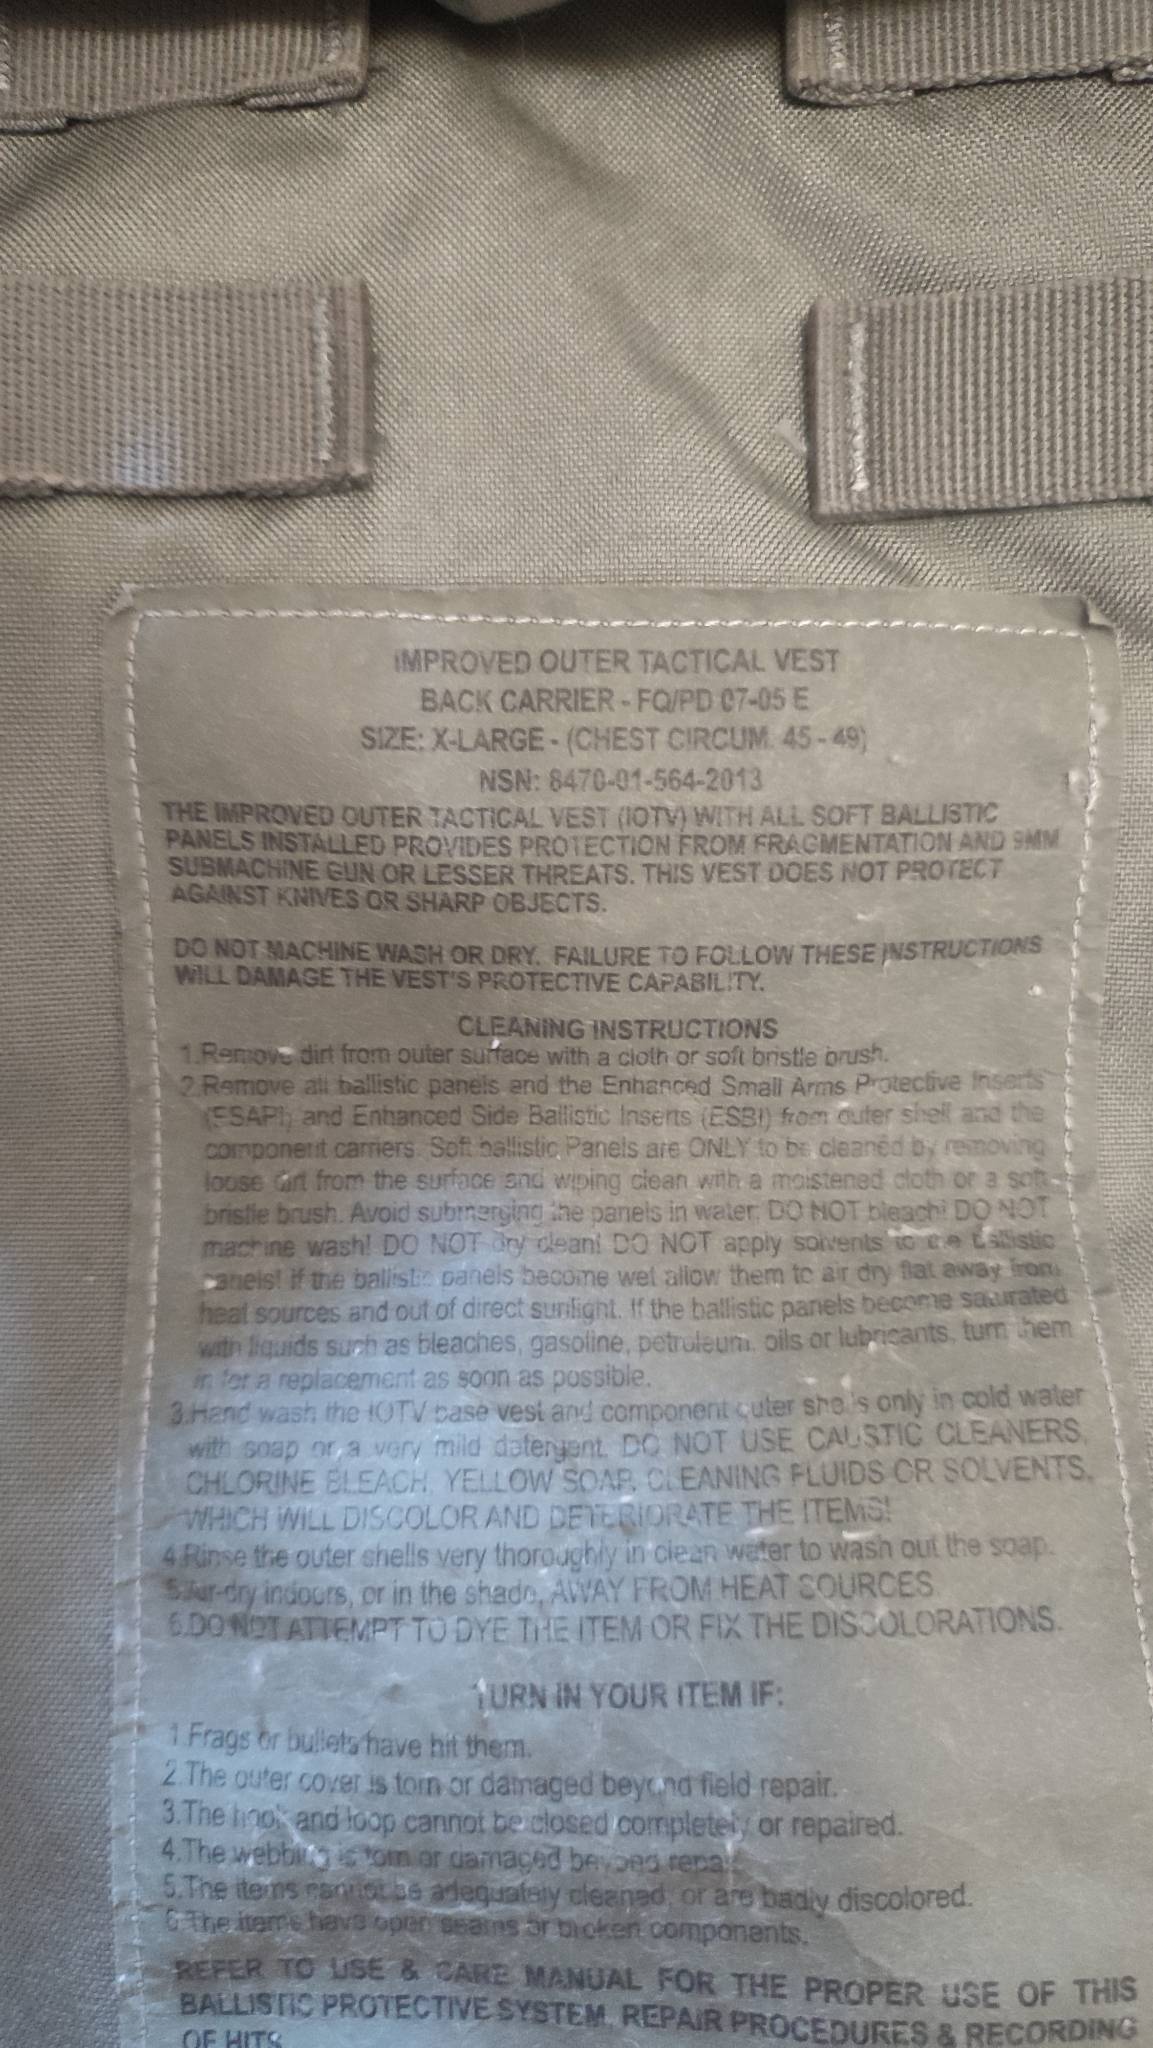 IMPROVED OUTER TACTICAL VEST
BACK CARRIER - FQ/PD 07-05 E
SIZE: X-LARGE - (CHEST CIRCUM. 45 - 49)
NSN: 8470-01-564-2013
THE IMPROVED OUTER TACTICAL VEST (IOTV) WITH ALL SOFT BALLISTIC
PANELS INSTALLED PROVIDES PROTECTION FROM FRAGMENTATION AND 9MM
SUBMACHINE GUN OR LESSER THREATS. THIS VEST DOES NOT PROTECT
AGAINST KNIVES OR SHARP OBJECTS.
DO NOT MACHINE WASH OR DRY. FAILURE TO FOLLOW THESE INSTRUCTIONS
WILL DAMAGE THE VEST'S PROTECTIVE CAPABILITY.
CLEANING INSTRUCTIONS
1.Remove dirt from outer surface with a cloth or soft bristle brush.
2.Remove all ballistic panels and the Enhanced Small Arms Protective Inserts
(ESAPI) and Enhanced Side Ballistic Inserts (ESBI) from outer shell and the
component carriers. Soft ballistic Panels are ONLY to be cleaned by removing
loose dirt from the surface and wiping clean with a moistened cloth or a soft
bristle brush. Avoid submerging the panels in water. DO NOT bleach! DO NOT
machine wash! DO NOT dry clean! DO NOT apply solvents to the ballistic
panels! If the ballistic panels become wet allow them to air dry flat away from
heat sources and out of direct sunlight. If the ballistic panels become saturated
with liquids such as bleaches, gasoline, petroleum, oils or lubricants, turn them
in for a replacement as soon as possible.
3.Hand wash the IOTV base vest and component outer shells only in cold water
with soap or a very mild detergent. DO NOT USE CAUSTIC CLEANERS,
CHLORINE BLEACH, YELLOW SOAP, CLEANING FLUIDS OR SOLVENTS,
WHICH WILL DISCOLOR AND DETERIORATE THE ITEMS!
4.Rinse the outer shells very thoroughly in clean water to wash out the soap.
5.Air-dry indoors, or in the shade, AWAY FROM HEAT SOURCES.
6.DO NOT ATTEMPT TO DYE THE ITEM OR FIX THE DISCOLORATIONS.
TURN IN YOUR ITEM IF:
1.Frags or bullets have hit them.
2.The outer cover is torn or damaged beyond field repair.
3.The hook and loop cannot be closed completely or repaired.
4.The webbing is torn or damaged beyond repair.
5.The items cannot be adequately cleaned, or are badly discolored.
6.The items have open seams or broken components.
REFER TO USE & CARE MANUAL FOR THE PROPER USE OF THIS
BALLISTIC PROTECTIVE SYSTEM, REPAIR PROCEDURES & RECORDING
OF HITS